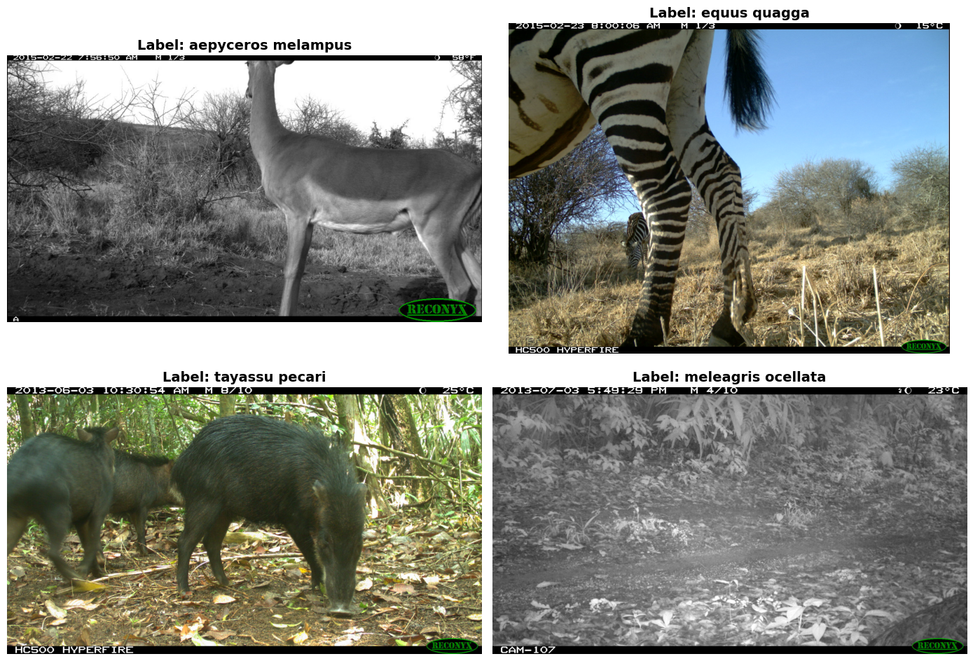 Label: aepyceros melampus
2015-02-22 7:56:50 AM M 1/3 58°F
RECONYX
A
Label: equus quagga
2015-02-23 8:00:06 AM M 1/3 15°C
HC500 HYPERFIRE
RECONYX
Label: tayassu pecari
2013-06-03 10:30:54 AM M 8/10 25°C
HC500 HYPERFIRE
RECONYX
Label: meleagris ocellata
2013-07-03 5:49:29 PM M 4/10 23°C
CAM-107
RECONYX